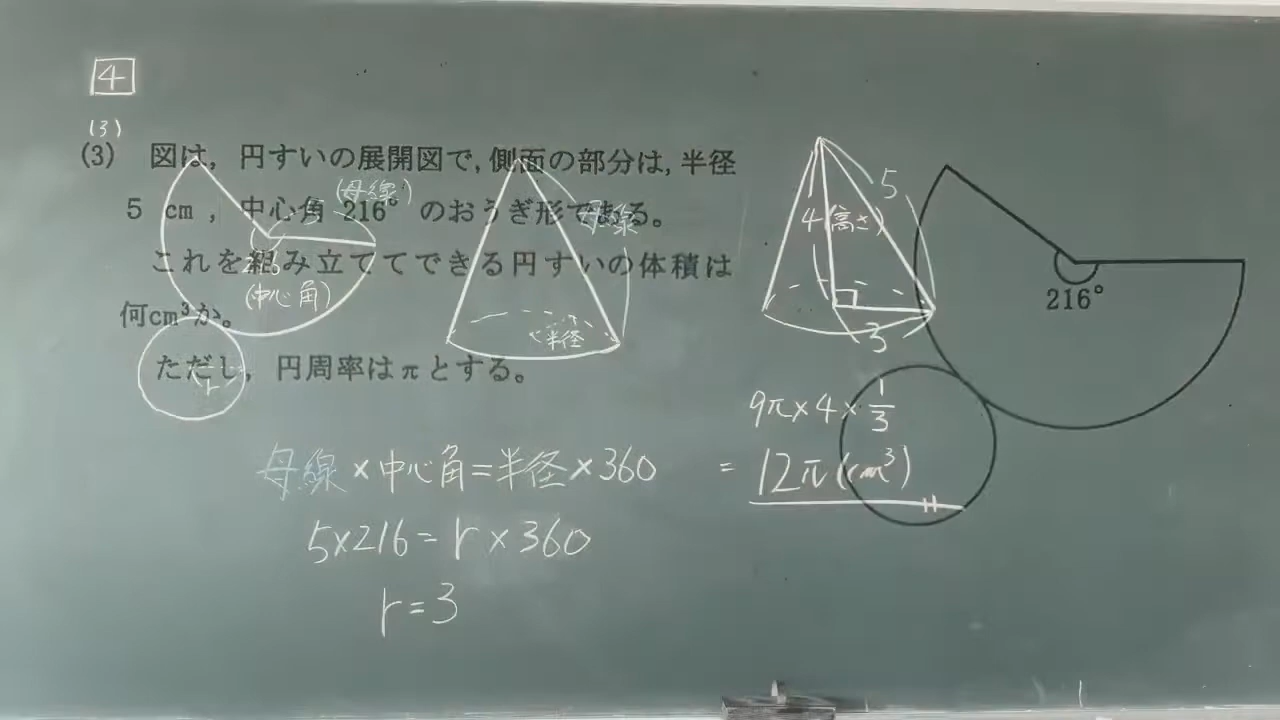 4
(3)
(3) 図は, 円すいの展開図で, 側面の部分は, 半径
5 cm, 中心角 216° のおうぎ形である。
これを組み立ててできる円すいの体積は
何cm³か。
ただし, 円周率はπとする。
(母線)
(中心角)
r
母線
半径
5
4(高さ)
3
216°
母線×中心角=半径×360
5×216=r×360
r=3
9π×4×1/3
=12π(cm³)